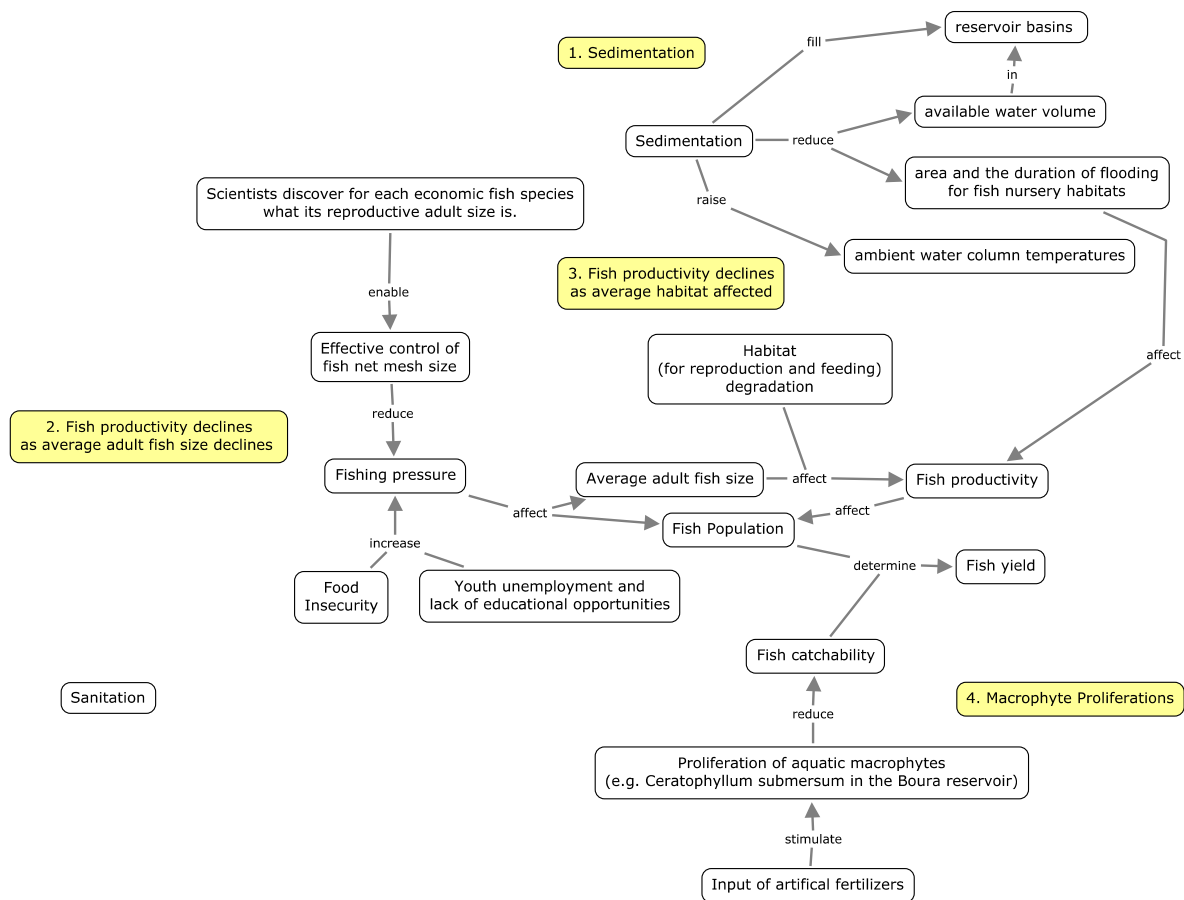 reservoir basins
fill
1. Sedimentation
in
available water volume
Sedimentation
reduce
area and the duration of flooding
for fish nursery habitats
Scientists discover for each economic fish species
what its reproductive adult size is.
raise
ambient water column temperatures
3. Fish productivity declines
as average habitat affected
enable
Effective control of
fish net mesh size
Habitat
(for reproduction and feeding)
degradation
affect
reduce
2. Fish productivity declines
as average adult fish size declines
Fishing pressure
Average adult fish size
affect
Fish productivity
affect
affect
Fish Population
increase
determine
Fish yield
Food
Insecurity
Youth unemployment and
lack of educational opportunities
Fish catchability
Sanitation
4. Macrophyte Proliferations
reduce
Proliferation of aquatic macrophytes
(e.g. Ceratophyllum submersum in the Boura reservoir)
stimulate
Input of artifical fertilizers